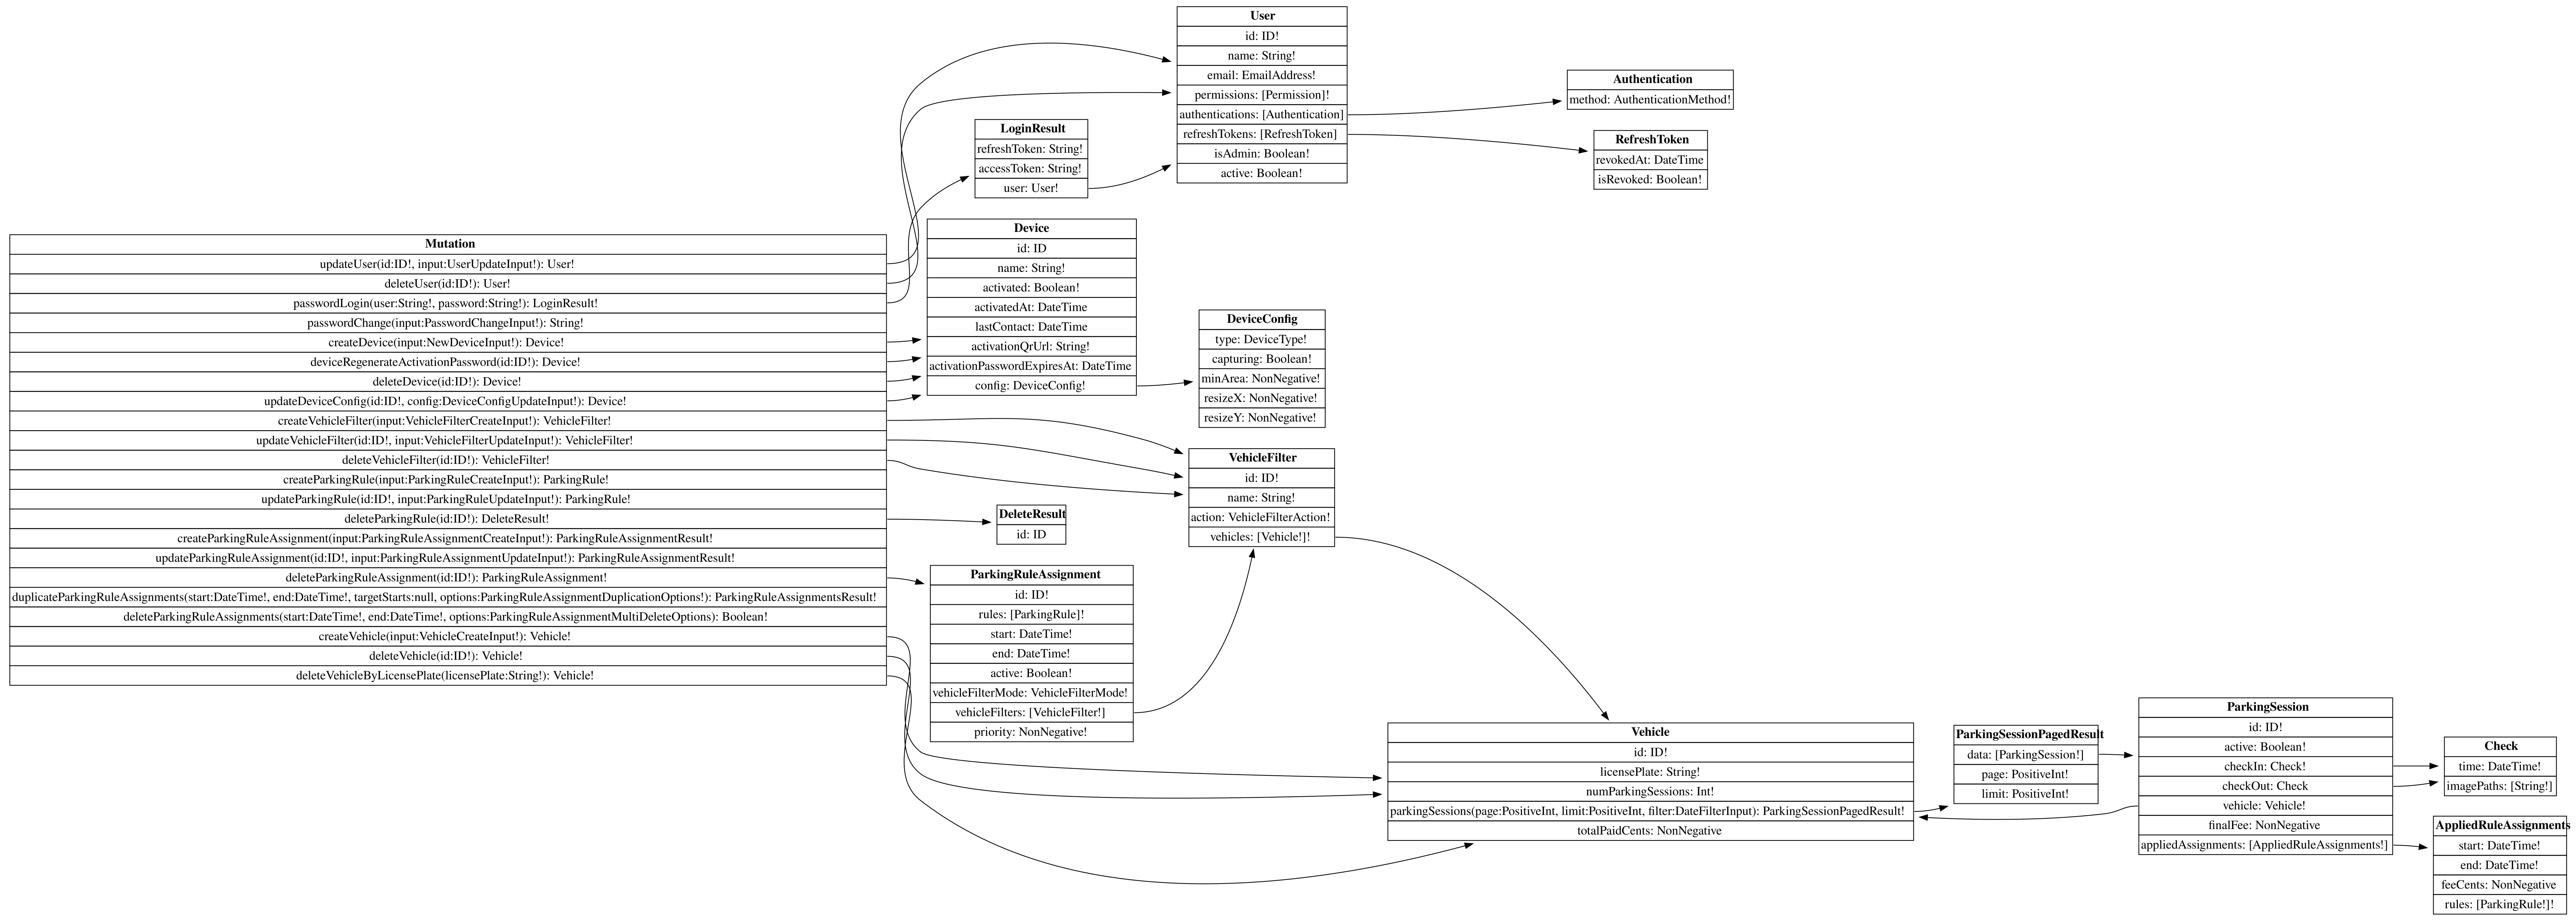 Mutation
updateUser(id:ID!, input:UserUpdateInput!): User!
deleteUser(id:ID!): User!
passwordLogin(user:String!, password:String!): LoginResult!
passwordChange(input:PasswordChangeInput!): String!
createDevice(input:NewDeviceInput!): Device!
deviceRegenerateActivationPassword(id:ID!): Device!
deleteDevice(id:ID!): Device!
updateDeviceConfig(id:ID!, config:DeviceConfigUpdateInput!): Device!
createVehicleFilter(input:VehicleFilterCreateInput!): VehicleFilter!
updateVehicleFilter(id:ID!, input:VehicleFilterUpdateInput!): VehicleFilter!
deleteVehicleFilter(id:ID!): VehicleFilter!
createParkingRule(input:ParkingRuleCreateInput!): ParkingRule!
updateParkingRule(id:ID!, input:ParkingRuleUpdateInput!): ParkingRule!
deleteParkingRule(id:ID!): DeleteResult!
createParkingRuleAssignment(input:ParkingRuleAssignmentCreateInput!): ParkingRuleAssignmentResult!
updateParkingRuleAssignment(id:ID!, input:ParkingRuleAssignmentUpdateInput!): ParkingRuleAssignmentResult!
deleteParkingRuleAssignment(id:ID!): ParkingRuleAssignment!
duplicateParkingRuleAssignments(start:DateTime!, end:DateTime!, targetStarts:null, options:ParkingRuleAssignmentDuplicationOptions!): ParkingRuleAssignmentsResult!
deleteParkingRuleAssignments(start:DateTime!, end:DateTime!, options:ParkingRuleAssignmentMultiDeleteOptions): Boolean!
createVehicle(input:VehicleCreateInput!): Vehicle!
deleteVehicle(id:ID!): Vehicle!
deleteVehicleByLicensePlate(licensePlate:String!): Vehicle!
LoginResult
refreshToken: String!
accessToken: String!
user: User!
Device
id: ID
name: String!
activated: Boolean!
activatedAt: DateTime
lastContact: DateTime
activationQrUrl: String!
activationPasswordExpiresAt: DateTime
config: DeviceConfig!
DeleteResult
id: ID
ParkingRuleAssignment
id: ID!
rules: [ParkingRule]!
start: DateTime!
end: DateTime!
active: Boolean!
vehicleFilterMode: VehicleFilterMode!
vehicleFilters: [VehicleFilter!]
priority: NonNegative!
User
id: ID!
name: String!
email: EmailAddress!
permissions: [Permission]!
authentications: [Authentication]
refreshTokens: [RefreshToken]
isAdmin: Boolean!
active: Boolean!
DeviceConfig
type: DeviceType!
capturing: Boolean!
minArea: NonNegative!
resizeX: NonNegative!
resizeY: NonNegative!
VehicleFilter
id: ID!
name: String!
action: VehicleFilterAction!
vehicles: [Vehicle!]!
Authentication
method: AuthenticationMethod!
RefreshToken
revokedAt: DateTime
isRevoked: Boolean!
Vehicle
id: ID!
licensePlate: String!
numParkingSessions: Int!
parkingSessions(page:PositiveInt, limit:PositiveInt, filter:DateFilterInput): ParkingSessionPagedResult!
totalPaidCents: NonNegative
ParkingSessionPagedResult
data: [ParkingSession!]
page: PositiveInt!
limit: PositiveInt!
ParkingSession
id: ID!
active: Boolean!
checkIn: Check!
checkOut: Check
vehicle: Vehicle!
finalFee: NonNegative
appliedAssignments: [AppliedRuleAssignments!]
Check
time: DateTime!
imagePaths: [String!]
AppliedRuleAssignments
start: DateTime!
end: DateTime!
feeCents: NonNegative
rules: [ParkingRule!]!